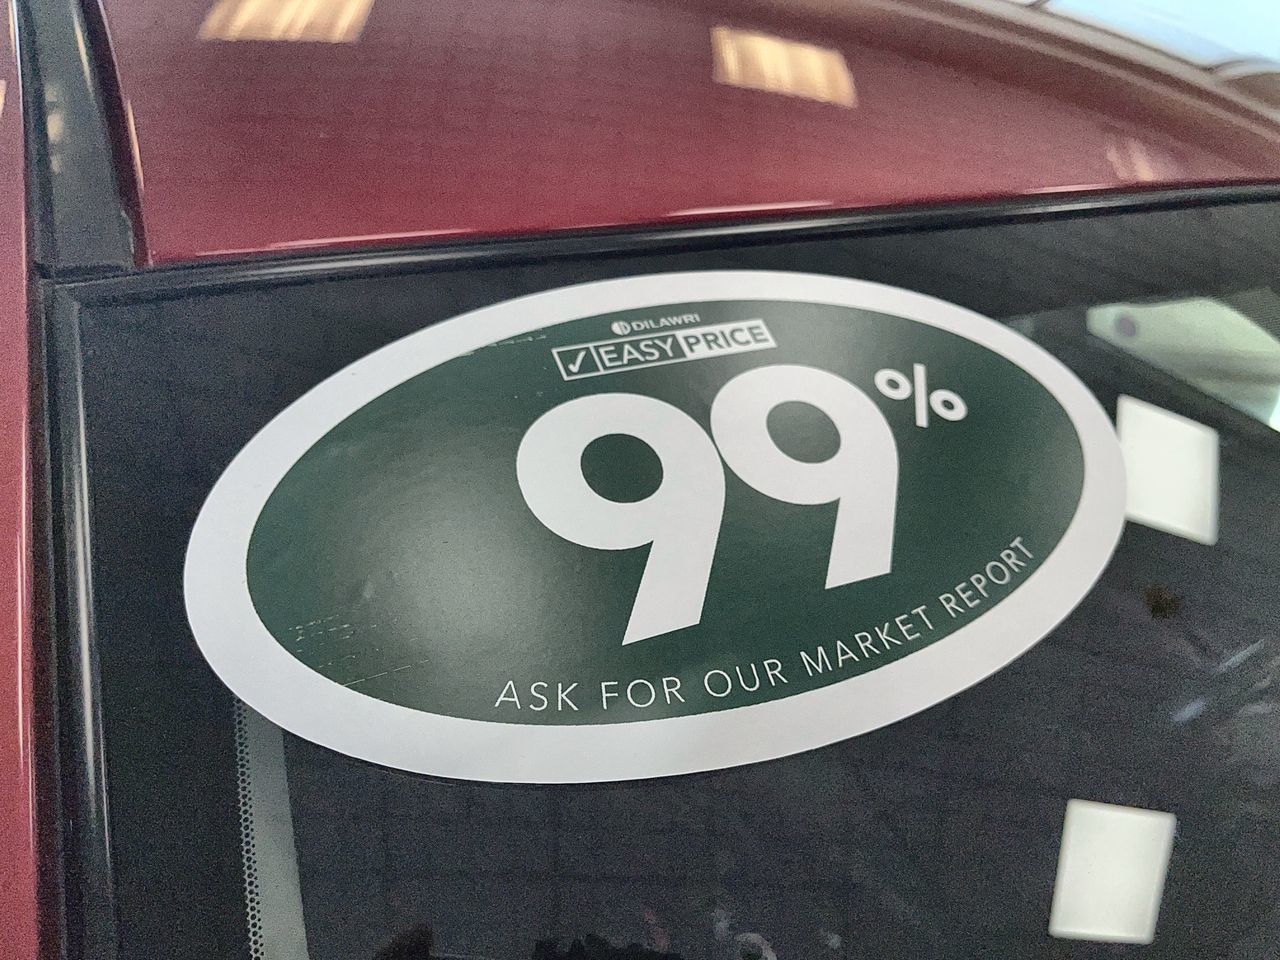 DILAWRI
✓ EASY PRICE
99%
ASK FOR OUR MARKET REPORT